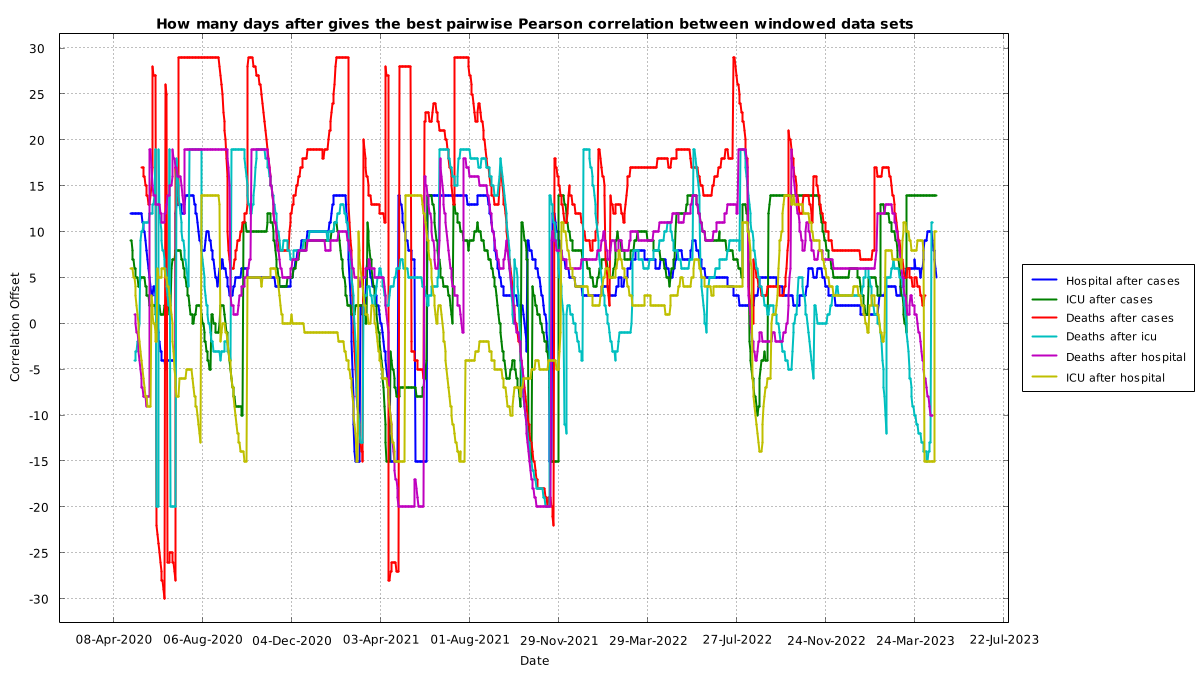 How many days after gives the best pairwise Pearson correlation between windowed data sets
30
25
20
15
10
5
0
-5
-10
-15
-20
-25
-30
Correlation Offset
08-Apr-2020 06-Aug-2020 04-Dec-2020 03-Apr-2021 01-Aug-2021 29-Nov-2021 29-Mar-2022 27-Jul-2022 24-Nov-2022 24-Mar-2023 22-Jul-2023
Date
Hospital after cases
ICU after cases
Deaths after cases
Deaths after icu
Deaths after hospital
ICU after hospital